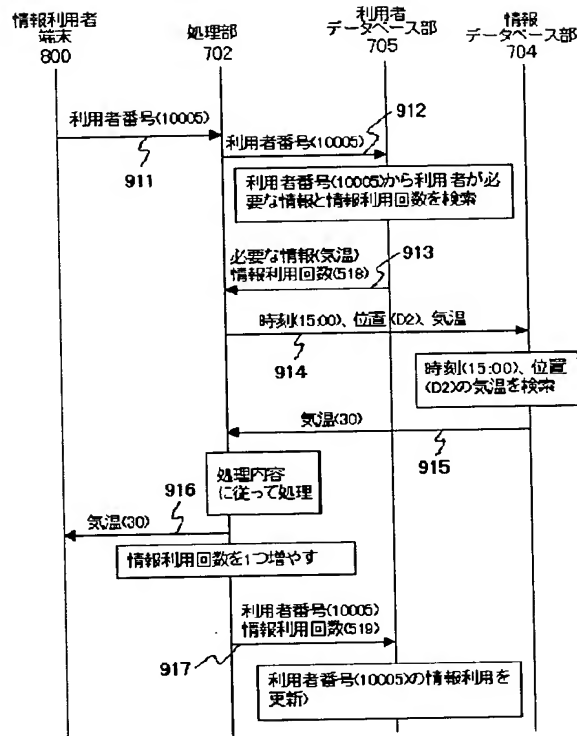 情報利用者
端末
800
処理部
702
利用者
データベース部
705
情報
データベース部
704
利用者番号(10005)
911
912
利用者番号(10005)
利用者番号(10005)から利用者が必
要な情報と情報利用回数を検索
必要な情報(気温)
情報利用回数(518)
913
時刻(15:00)、位置(D2)、気温
914
時刻(15:00)、位置
(D2)の気温を検索
気温(30)
915
処理内容
に従って処理
916
気温(30)
情報利用回数を1つ増やす
利用者番号(10005)
情報利用回数(519)
917
利用者番号(10005)の情報利用を
更新)